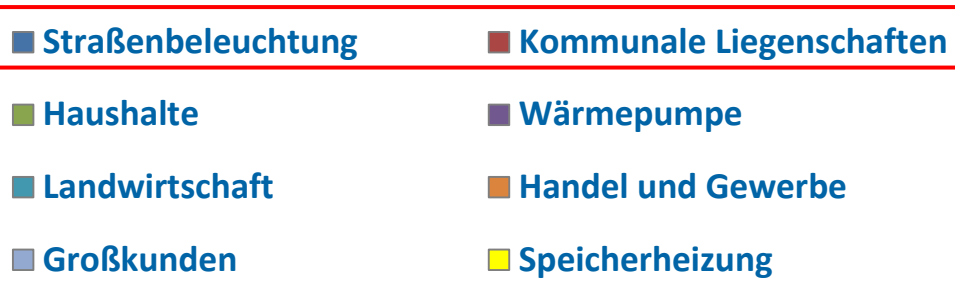 Straßenbeleuchtung Kommunale Liegenschaften
Haushalte Wärmepumpe
Landwirtschaft Handel und Gewerbe
Großkunden Speicherheizung